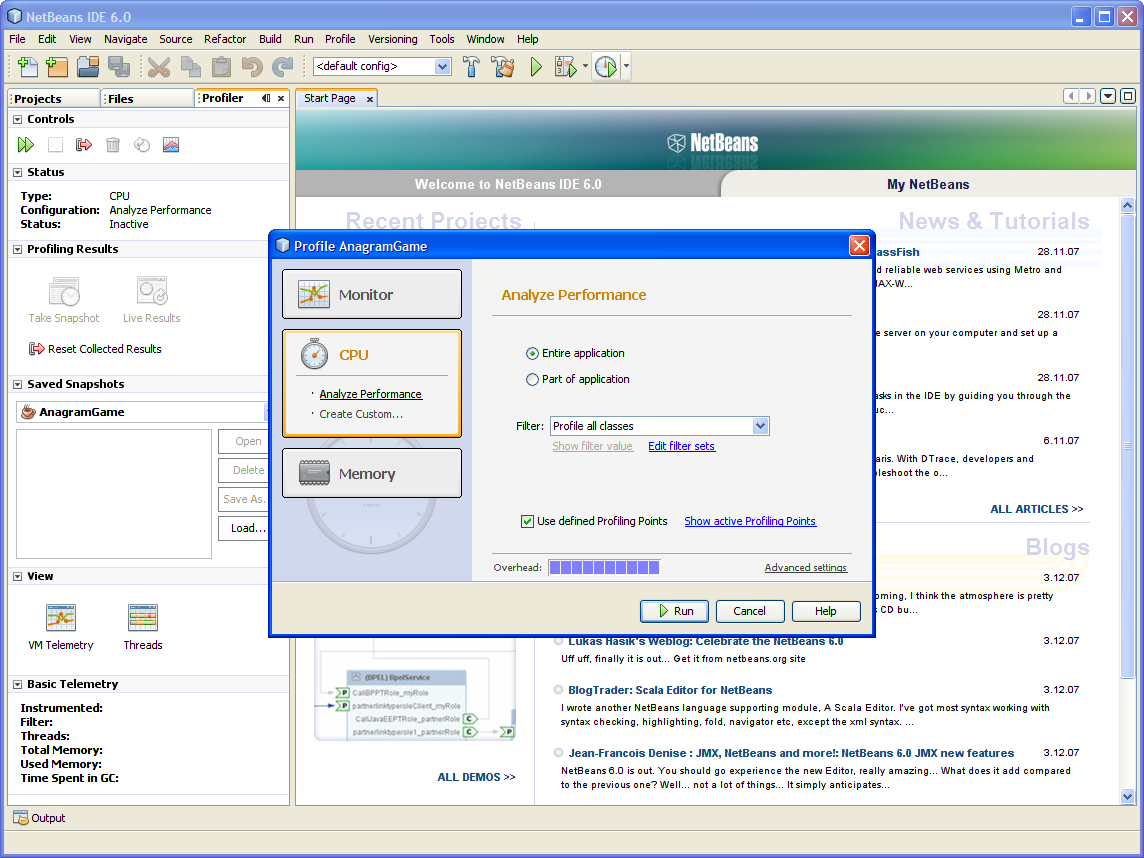 NetBeans IDE 6.0
File Edit View Navigate Source Refactor Build Run Profile Versioning Tools Window Help
<default config>
Projects Files Profiler
Start Page
Controls
Status
Type: CPU
Configuration: Analyze Performance
Status: Inactive
Profiling Results
Take Snapshot Live Results
Reset Collected Results
Saved Snapshots
AnagramGame
Open
Delete
Save As.
Load...
View
VM Telemetry Threads
Basic Telemetry
Instrumented:
Filter:
Threads:
Total Memory:
Used Memory:
Time Spent in GC:
Output
NetBeans
Welcome to NetBeans IDE 6.0 My NetBeans
Recent Projects
News & Tutorials
assFish 28.11.07
d reliable web services using Metro and
AX-W...
28.11.07
e server on your computer and set up a
28.11.07
asks in the IDE by guiding you through the
uc...
6.11.07
aris. With DTrace, developers and
oleshoot the o...
ALL ARTICLES >>
Blogs
3.12.07
oming, I think the atmosphere is pretty
s CD bu...
Lukas Hasik's Weblog: Celebrate the NetBeans 6.0 3.12.07
Uff uff, finally it is out... Get it from netbeans.org site
BlogTrader: Scala Editor for NetBeans 3.12.07
I wrote another NetBeans language supporting module, A Scala Editor. I've got most syntax working with
syntax checking, highlighting, fold, navigator etc, except the xml syntax. ...
Jean-Francois Denise : JMX, NetBeans and more!: NetBeans 6.0 JMX new features 3.12.07
NetBeans 6.0 is out. You should go experience the new Editor, really amazing... What does it add compared
to the previous one? Well... not a lot of things... It simply anticipates...
(BPEL) BpelService
CallBPPTRole_myRole
partnerlinktyperoleClient_myRole
CallJavaEEPTRole_partnerRole
partnerlinktyperole1_partnerRole
ALL DEMOS >>
Profile AnagramGame
Monitor
CPU
Analyze Performance
Create Custom...
Memory
Analyze Performance
Entire application
Part of application
Filter: Profile all classes
Show filter value Edit filter sets
Use defined Profiling Points Show active Profiling Points
Overhead: Advanced settings
Run Cancel Help